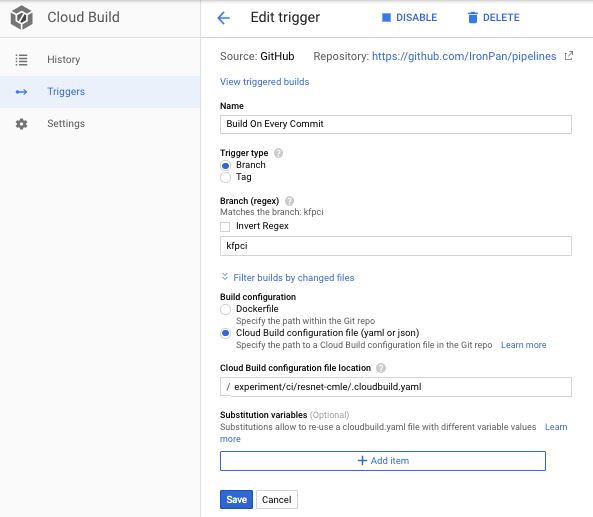 Cloud Build
Edit trigger
DISABLE
DELETE
History
Triggers
Settings
Source: GitHub Repository: https://github.com/IronPan/pipelines
View triggered builds
Name
Build On Every Commit
Trigger type
Branch
Tag
Branch (regex)
Matches the branch: kfpci
Invert Regex
kfpci
Filter builds by changed files
Build configuration
Dockerfile
Specify the path within the Git repo
Cloud Build configuration file (yaml or json)
Specify the path to a Cloud Build configuration file in the Git repo Learn more
Cloud Build configuration file location
/ experiment/ci/resnet-cmle/.cloudbuild.yaml
Substitution variables (Optional)
Substitutions allow to re-use a cloudbuild.yaml file with different variable values Learn
more
Add item
Save Cancel